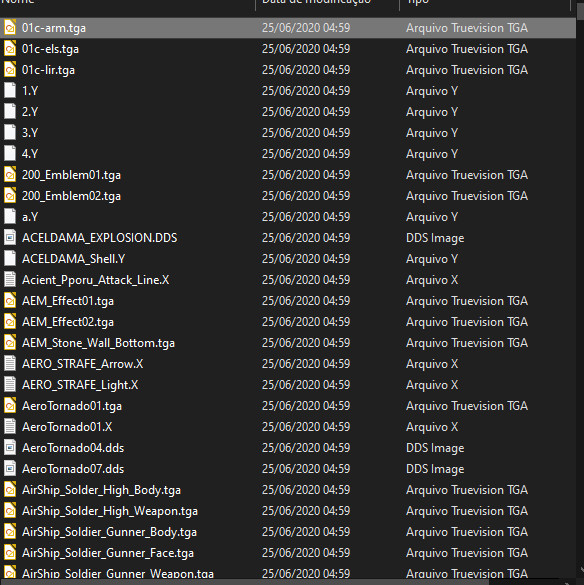 Nome Data de modificação Tipo
01c-arm.tga 25/06/2020 04:59 Arquivo Truevision TGA
01c-els.tga 25/06/2020 04:59 Arquivo Truevision TGA
01c-lir.tga 25/06/2020 04:59 Arquivo Truevision TGA
1.Y 25/06/2020 04:59 Arquivo Y
2.Y 25/06/2020 04:59 Arquivo Y
3.Y 25/06/2020 04:59 Arquivo Y
4.Y 25/06/2020 04:59 Arquivo Y
200_Emblem01.tga 25/06/2020 04:59 Arquivo Truevision TGA
200_Emblem02.tga 25/06/2020 04:59 Arquivo Truevision TGA
a.Y 25/06/2020 04:59 Arquivo Y
ACELDAMA_EXPLOSION.DDS 25/06/2020 04:59 DDS Image
ACELDAMA_Shell.Y 25/06/2020 04:59 Arquivo Y
Acient_Pporu_Attack_Line.X 25/06/2020 04:59 Arquivo X
AEM_Effect01.tga 25/06/2020 04:59 Arquivo Truevision TGA
AEM_Effect02.tga 25/06/2020 04:59 Arquivo Truevision TGA
AEM_Stone_Wall_Bottom.tga 25/06/2020 04:59 Arquivo Truevision TGA
AERO_STRAFE_Arrow.X 25/06/2020 04:59 Arquivo X
AERO_STRAFE_Light.X 25/06/2020 04:59 Arquivo X
AeroTornado01.tga 25/06/2020 04:59 Arquivo Truevision TGA
AeroTornado01.X 25/06/2020 04:59 Arquivo X
AeroTornado04.dds 25/06/2020 04:59 DDS Image
AeroTornado07.dds 25/06/2020 04:59 DDS Image
AirShip_Solder_High_Body.tga 25/06/2020 04:59 Arquivo Truevision TGA
AirShip_Solder_High_Weapon.tga 25/06/2020 04:59 Arquivo Truevision TGA
AirShip_Soldier_Gunner_Body.tga 25/06/2020 04:59 Arquivo Truevision TGA
AirShip_Soldier_Gunner_Face.tga 25/06/2020 04:59 Arquivo Truevision TGA
AirShip_Soldier_Gunner_Weapon.tga 25/06/2020 04:59 Arquivo Truevision TGA